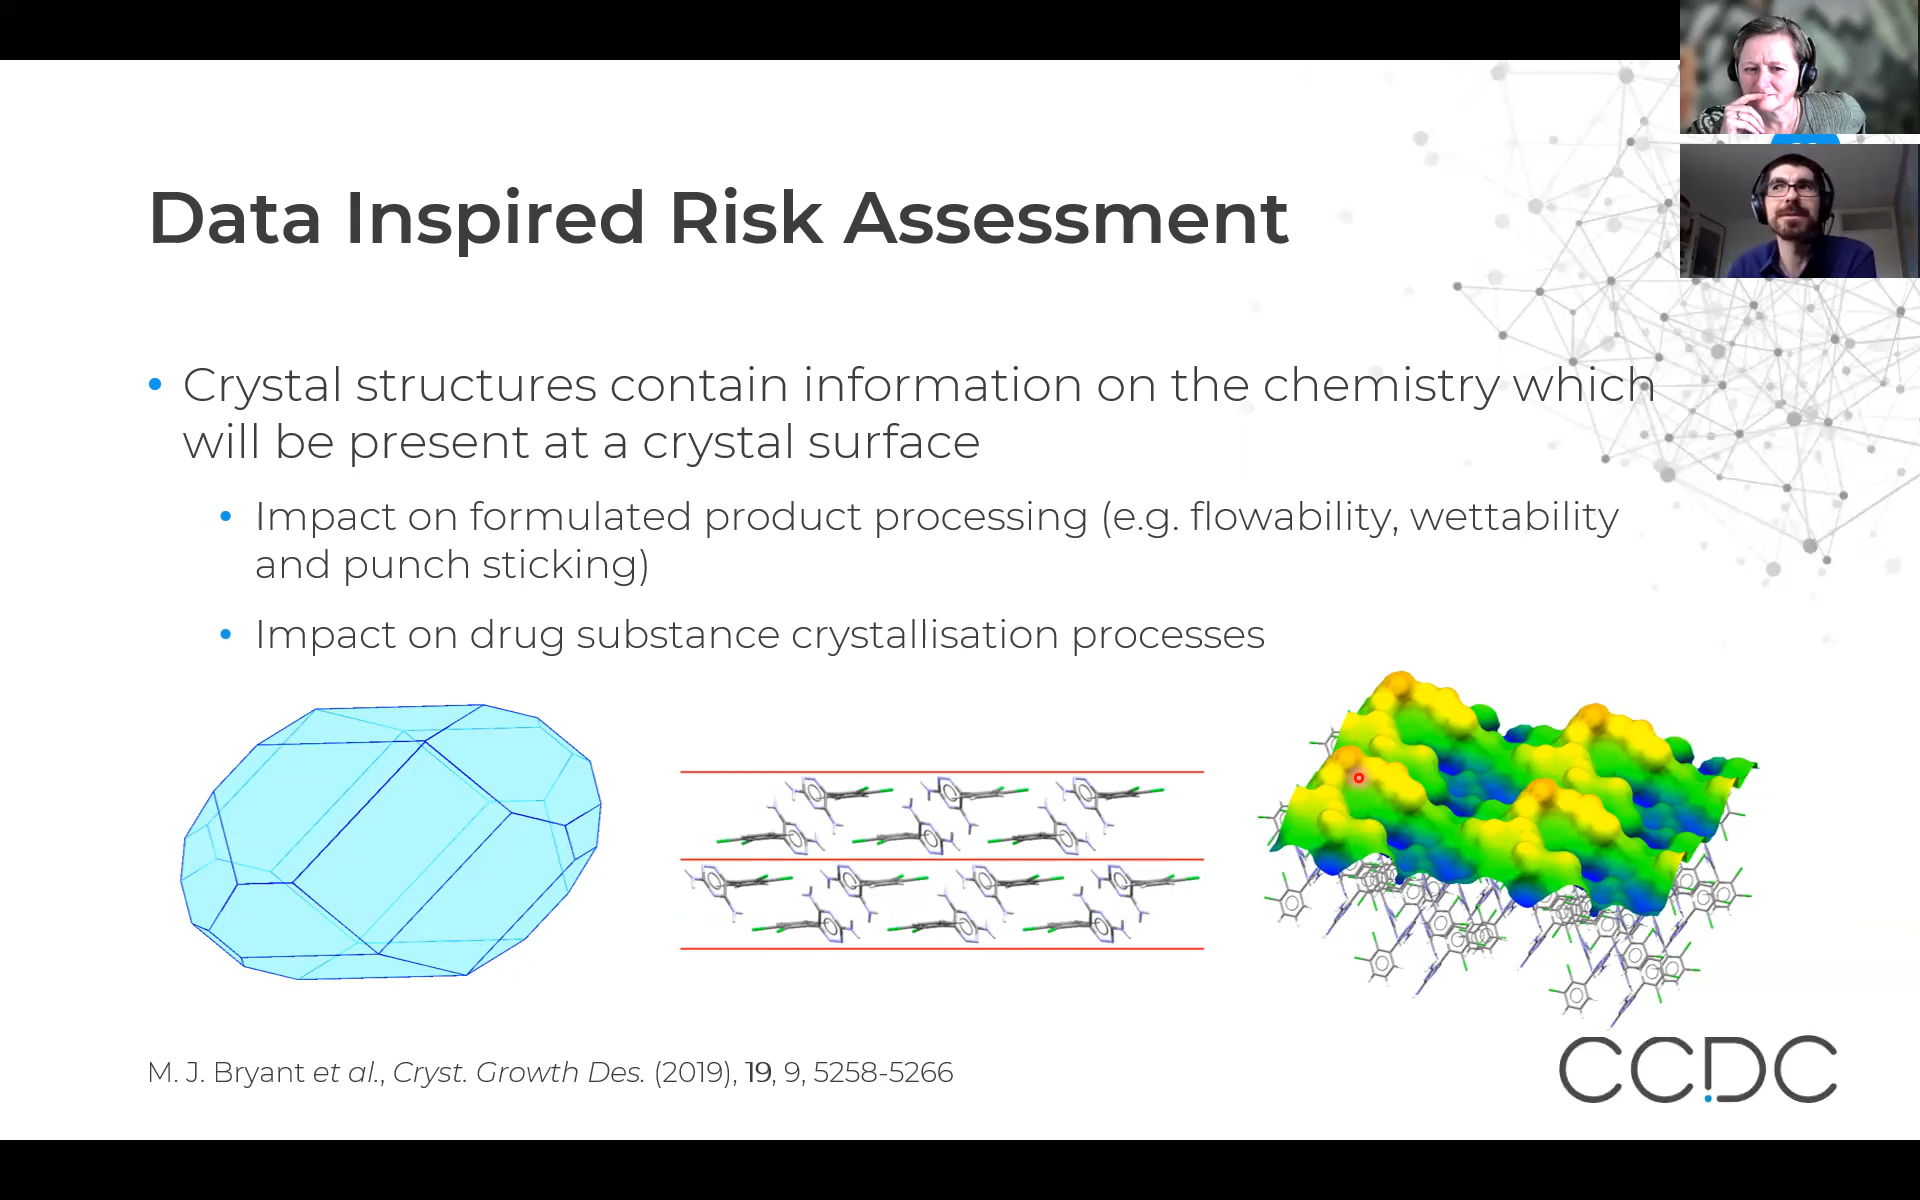 Data Inspired Risk Assessment
• Crystal structures contain information on the chemistry which
will be present at a crystal surface
• Impact on formulated product processing (e.g. flowability, wettability
and punch sticking)
• Impact on drug substance crystallisation processes
M. J. Bryant et al., Cryst. Growth Des. (2019), 19, 9, 5258-5266
CCDC